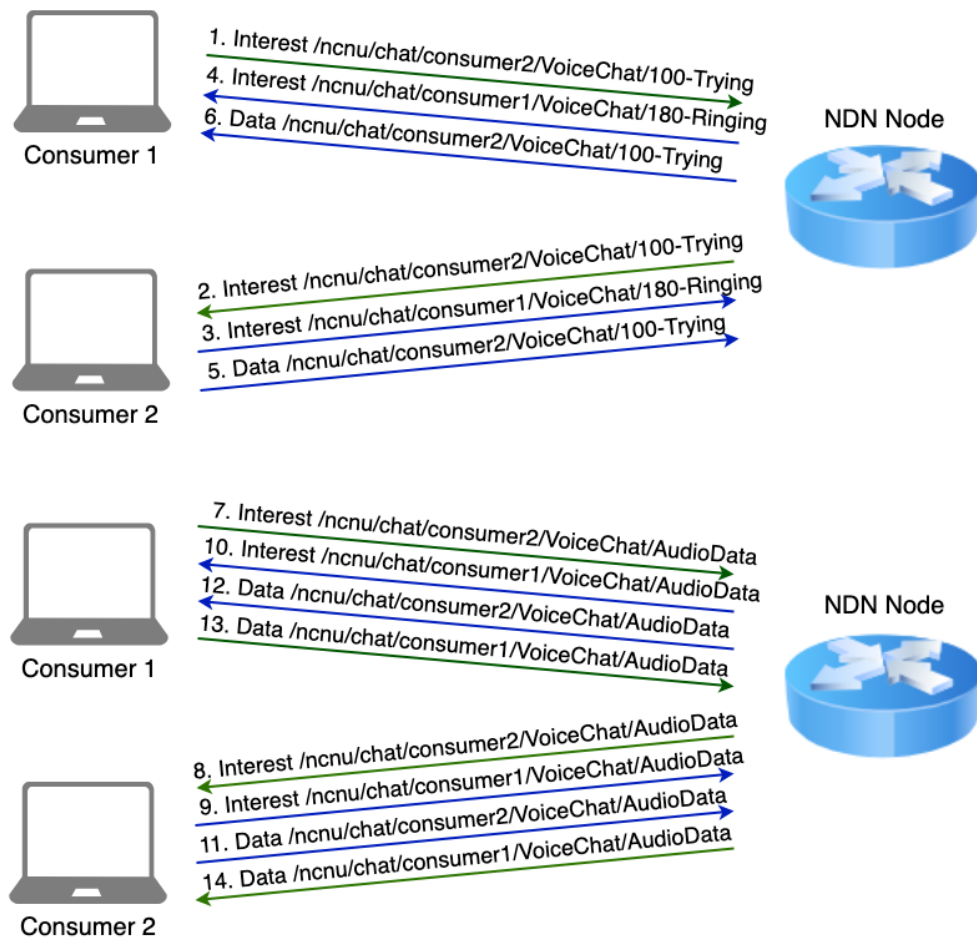 1. Interest /ncnu/chat/consumer2/VoiceChat/100-Trying
4. Interest /ncnu/chat/consumer1/VoiceChat/180-Ringing
6. Data /ncnu/chat/consumer2/VoiceChat/100-Trying
Consumer 1
NDN Node
2. Interest /ncnu/chat/consumer2/VoiceChat/100-Trying
3. Interest /ncnu/chat/consumer1/VoiceChat/180-Ringing
5. Data /ncnu/chat/consumer2/VoiceChat/100-Trying
Consumer 2
7. Interest /ncnu/chat/consumer2/VoiceChat/AudioData
10. Interest /ncnu/chat/consumer1/VoiceChat/AudioData
12. Data /ncnu/chat/consumer2/VoiceChat/AudioData
13. Data /ncnu/chat/consumer1/VoiceChat/AudioData
Consumer 1
NDN Node
8. Interest /ncnu/chat/consumer2/VoiceChat/AudioData
9. Interest /ncnu/chat/consumer1/VoiceChat/AudioData
11. Data /ncnu/chat/consumer2/VoiceChat/AudioData
14. Data /ncnu/chat/consumer1/VoiceChat/AudioData
Consumer 2